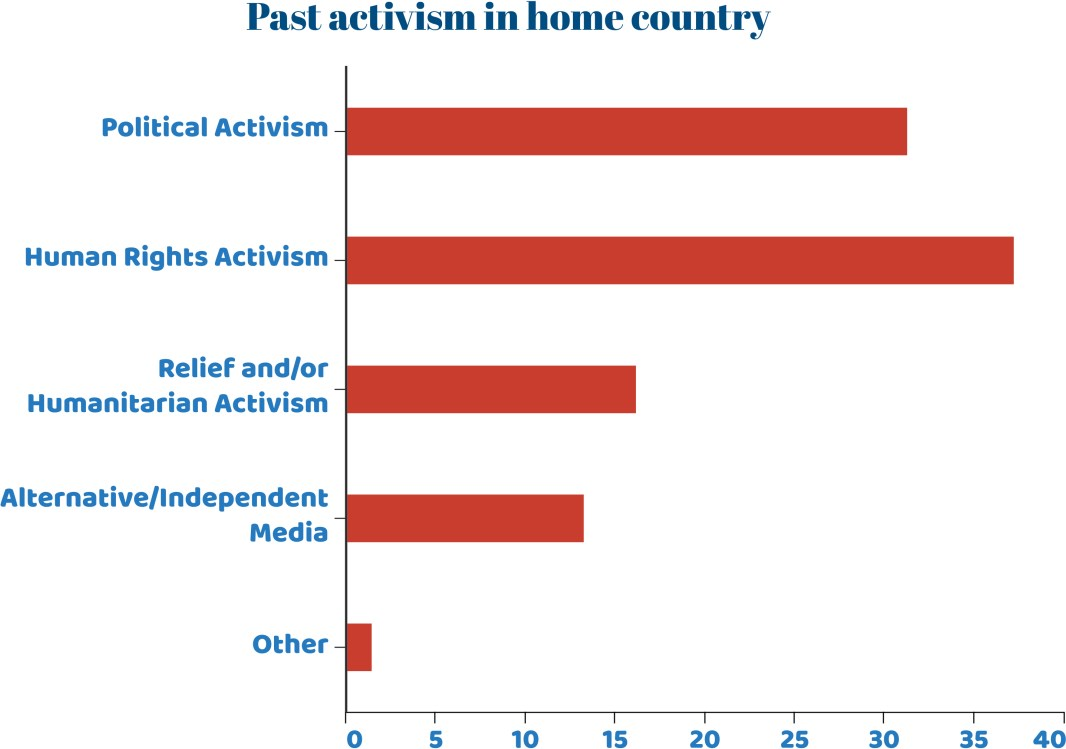 Past activism in home country
Political Activism
Human Rights Activism
Relief and/or
Humanitarian Activism
Alternative/Independent
Media
Other
0 5 10 15 20 25 30 35 40